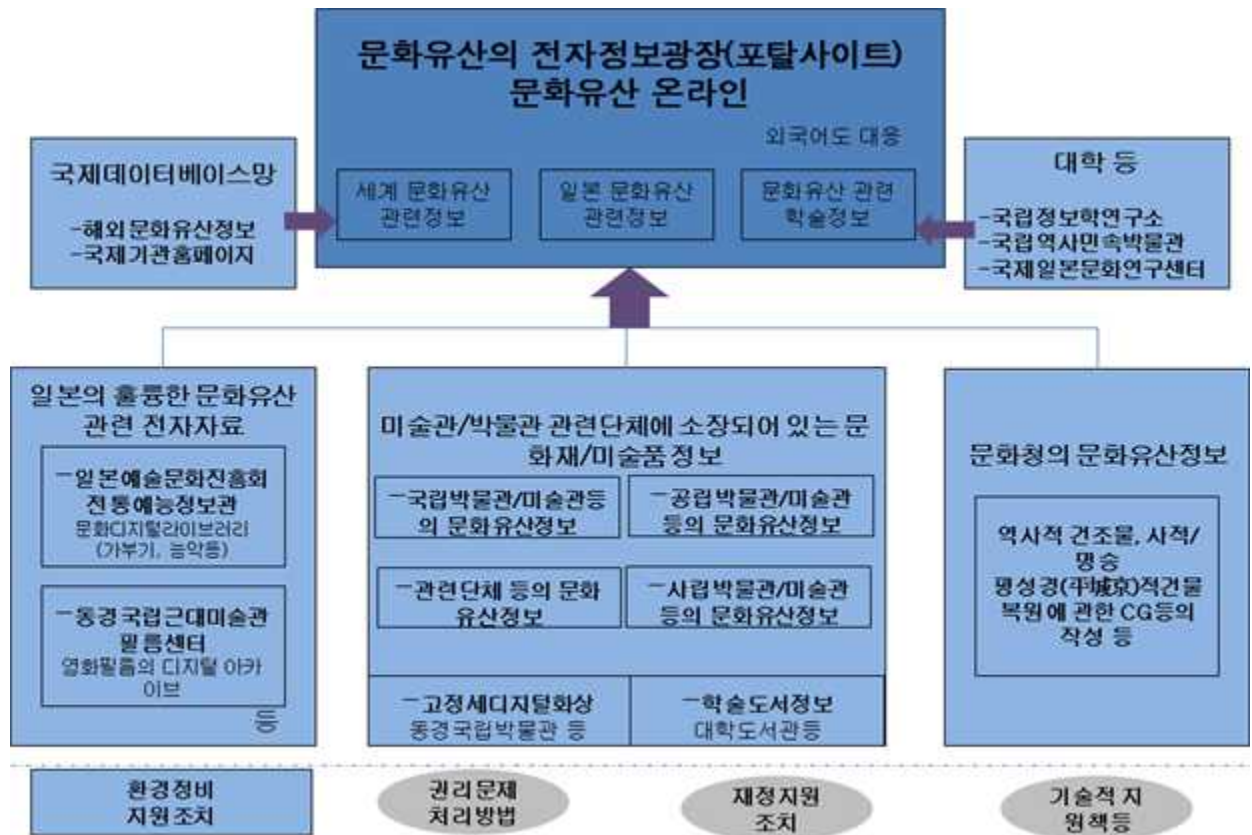 문화유산의 전자정보광장(포탈사이트)
문화유산 온라인
외국어도 대응
세계 문화유산
관련정보
일본 문화유산
관련정보
문화유산 관련
학술정보
국제데이터베이스망
-해외문화유산정보
-국제기관홈페이지
대학 등
-국립정보학연구소
-국립역사민속박물관
-국제일본문화연구센터
일본의 훌륭한 문화유산
관련 전자자료
-일본예술문화진흥회
전통예능정보관
문화디지털라이브러리
(가부기, 능악등)
-동경국립근대미술관
필름센터
영화필름의 디지털 아카
이브
등
미술관/박물관 관련단체에 소장되어 있는 문
화재/미술품정보
-국립박물관/미술관등
의 문화유산정보
-공립박물관/미술관
등의 문화유산정보
-관련단체 등의 문화
유산정보
-사립박물관/미술관
등의 문화유산정보
-고정세디지털화상
동경국립박물관 등
-학술도서정보
대학도서관등
문화청의 문화유산정보
역사적 건조물, 사적/
명승
평성경(平城京)적건물
복원에 관한 CG등의
작성 등
환경정비
지원조치
권리문제
처리방법
재정지원
조치
기술적 지
원책등